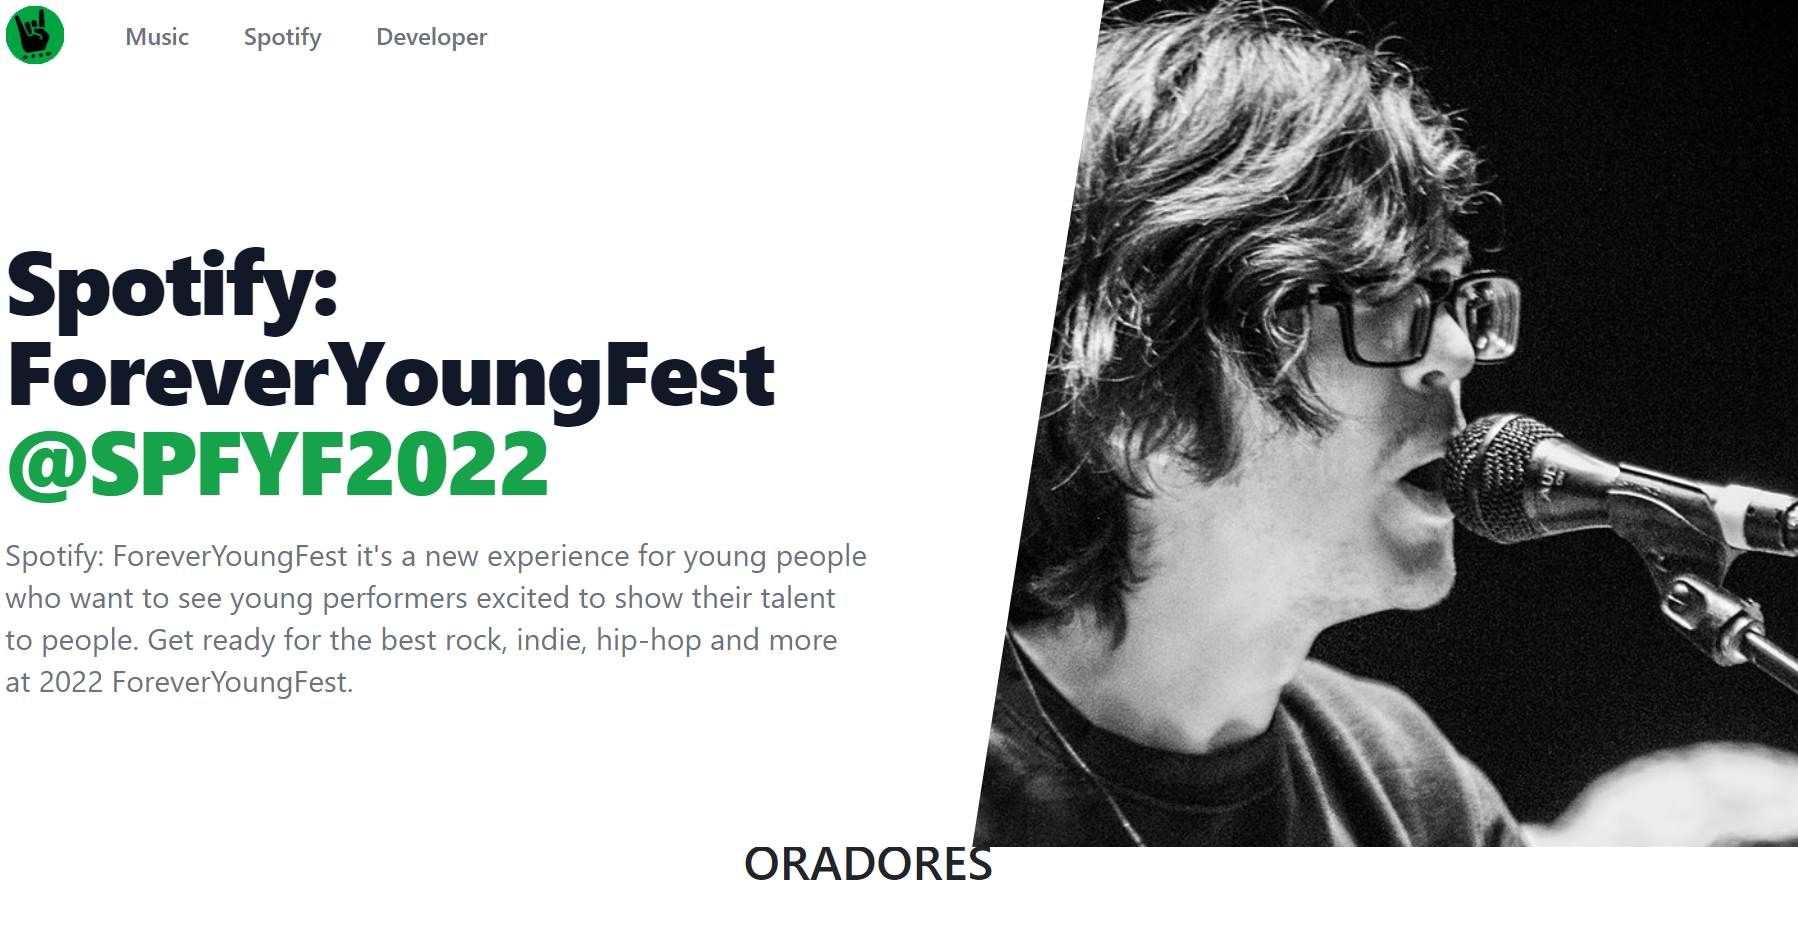 Music Spotify Developer
Spotify:
ForeverYoungFest
@SPFYF2022
Spotify: ForeverYoungFest it's a new experience for young people
who want to see young performers excited to show their talent
to people. Get ready for the best rock, indie, hip-hop and more
at 2022 ForeverYoungFest.
ORADORES